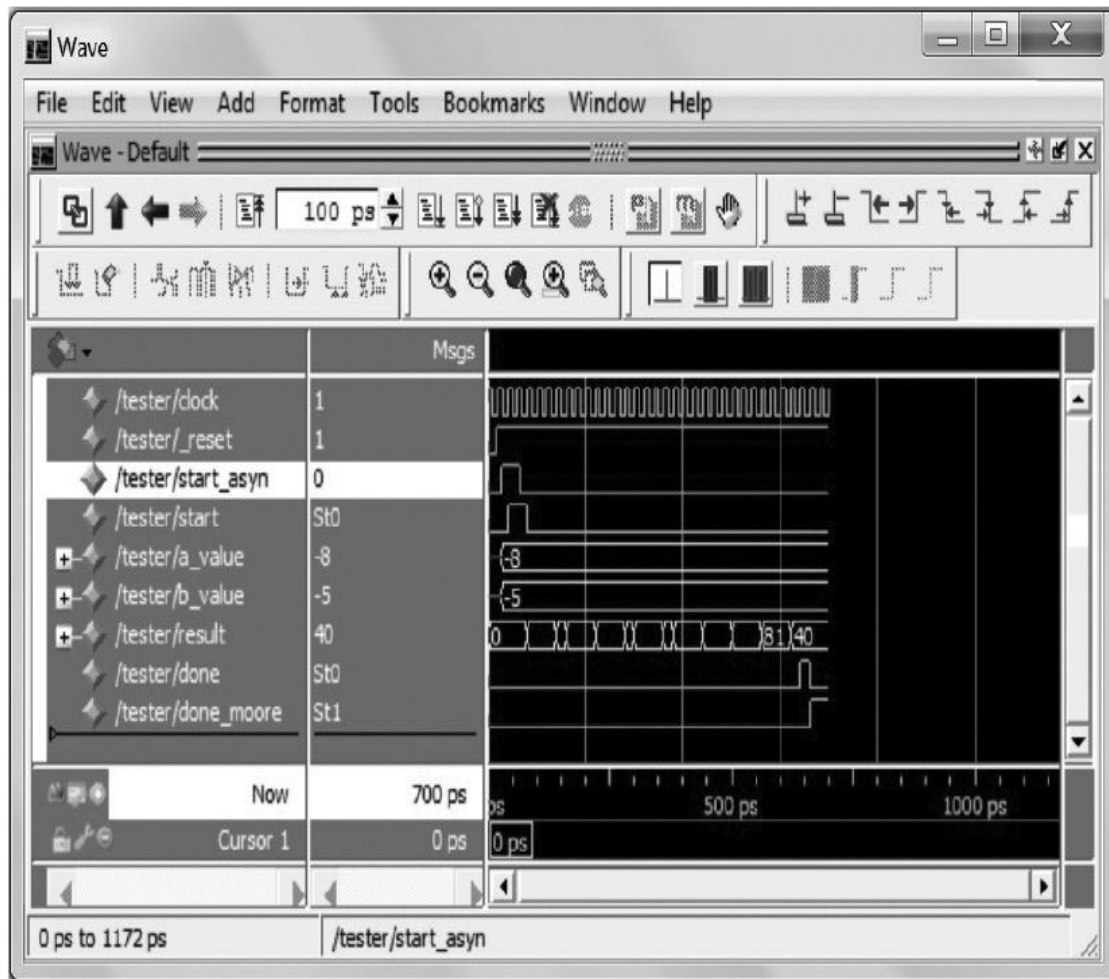 Wave
File Edit View Add Format Tools Bookmarks Window Help
Wave - Default
100 ps
Msgs
/tester/clock 1
/tester/_reset 1
/tester/start_asyn 0
/tester/start St0
/tester/a_value -8 -8
/tester/b_value -5 -5
/tester/result 40 0 81 40
/tester/done St0
/tester/done_moore St1
Now 700 ps ps 500 ps 1000 ps
Cursor 1 0 ps 0 ps
0 ps to 1172 ps /tester/start_asyn